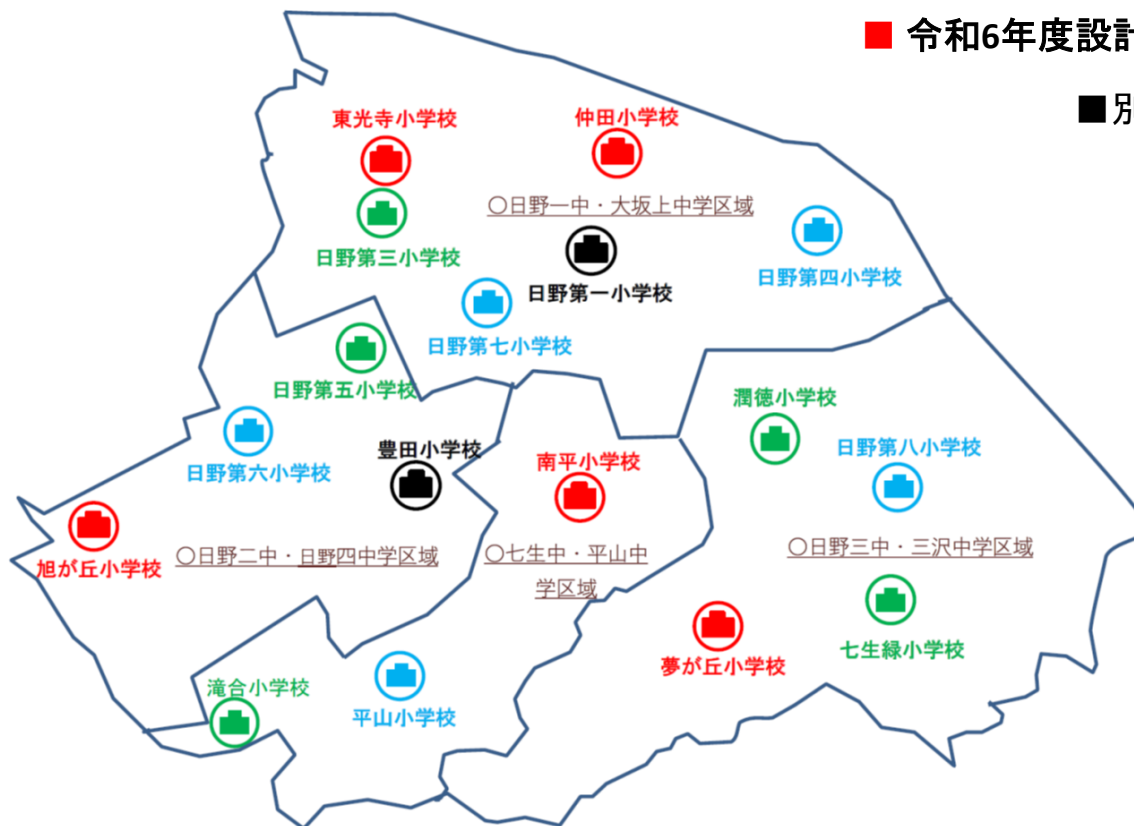 ■ 令和6年度設計
■
東光寺小学校
仲田小学校
○日野一中・大坂上中学区域
日野第三小学校
日野第四小学校
日野第一小学校
日野第七小学校
日野第五小学校
潤徳小学校
日野第八小学校
豊田小学校
南平小学校
日野第六小学校
○日野二中・日野四中学区域
○七生中・平山中
学区域
○日野三中・三沢中学区域
旭が丘小学校
七生緑小学校
夢が丘小学校
滝合小学校
平山小学校